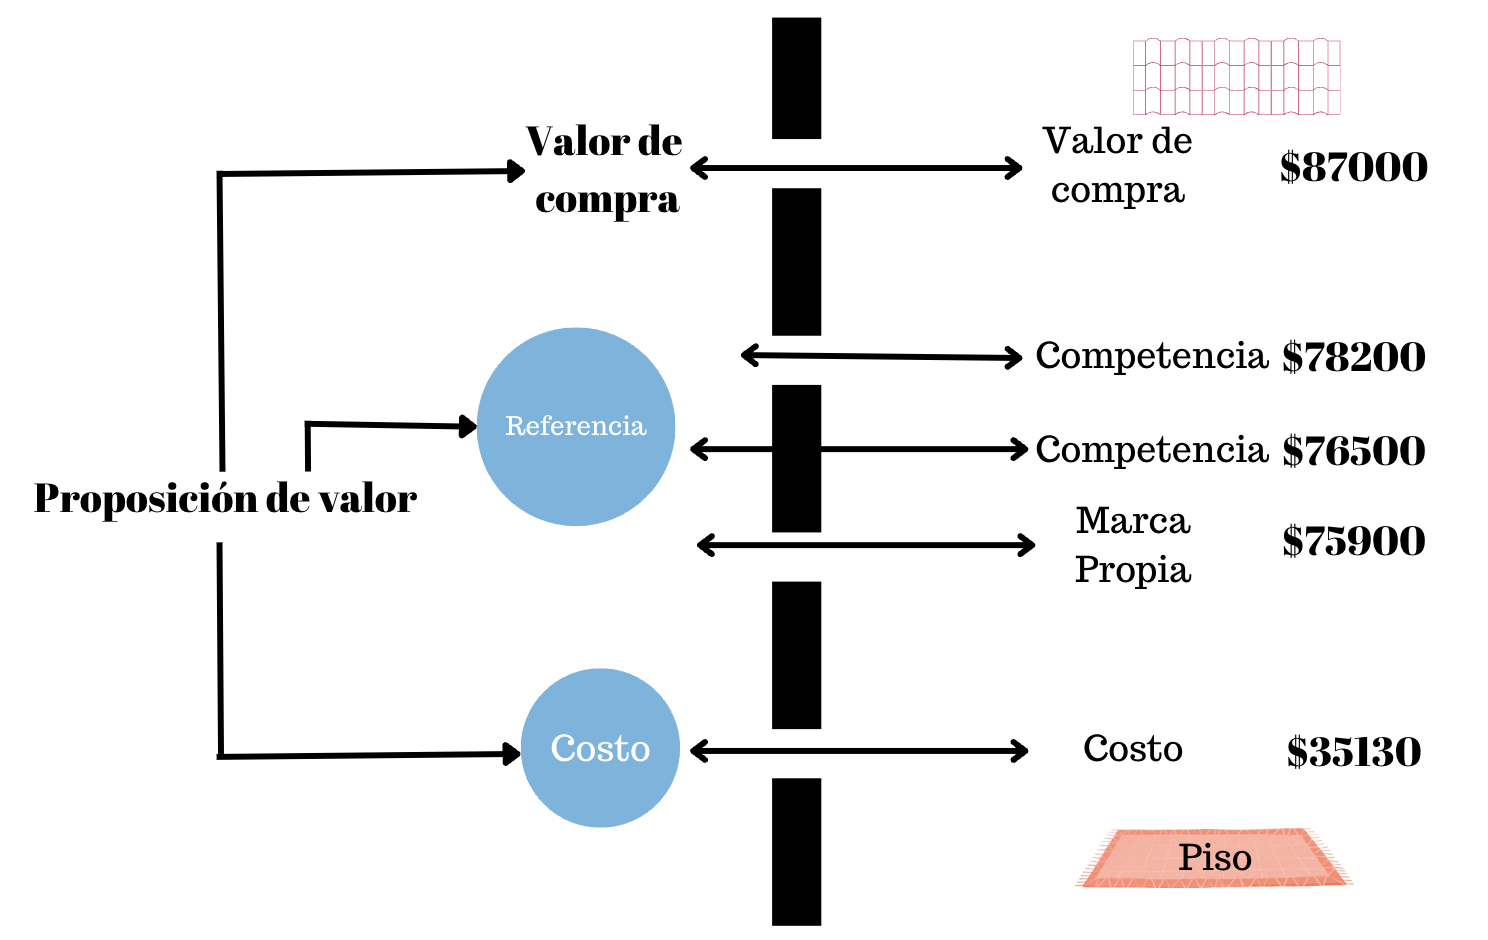 Valor de
compra
Valor de
compra
$87000
Competencia $78200
Referencia
Competencia $76500
Proposición de valor
Marca
Propia
$75900
Costo
Costo
$35130
Piso